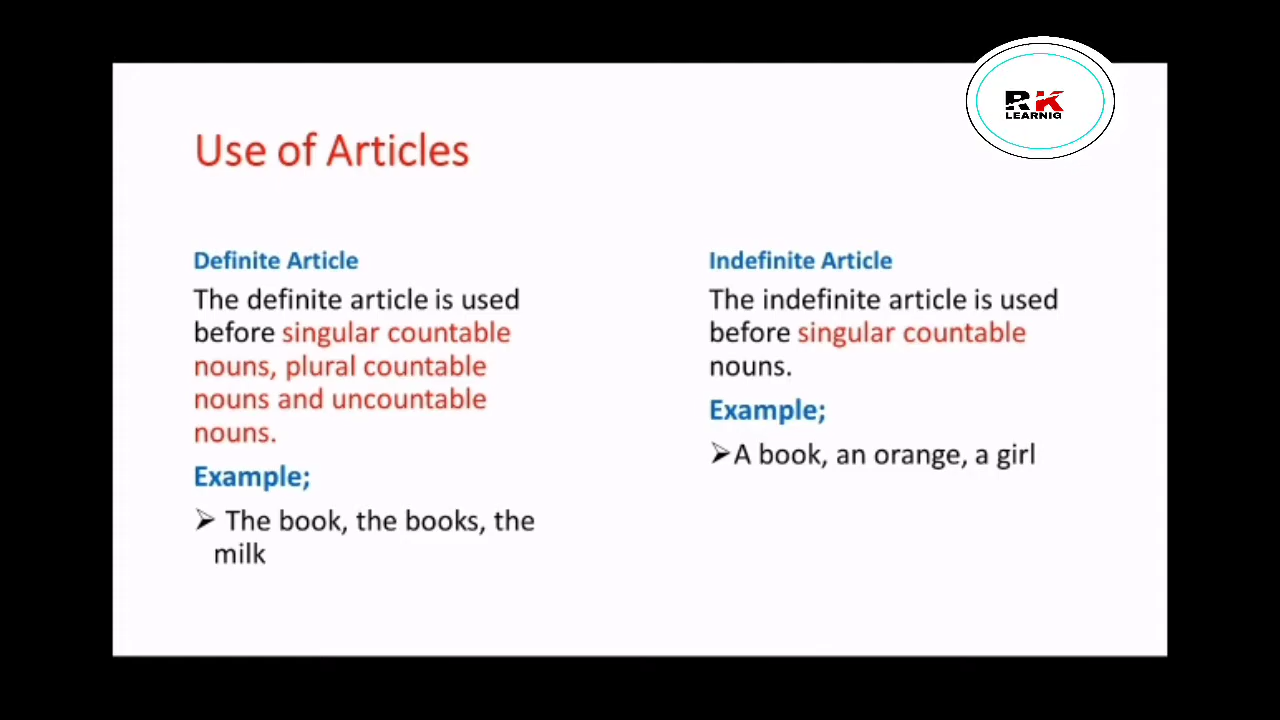 RK
LEARNIG
Use of Articles
Definite Article
The definite article is used
before singular countable
nouns, plural countable
nouns and uncountable
nouns.
Example;
➢ The book, the books, the
milk
Indefinite Article
The indefinite article is used
before singular countable
nouns.
Example;
➢A book, an orange, a girl